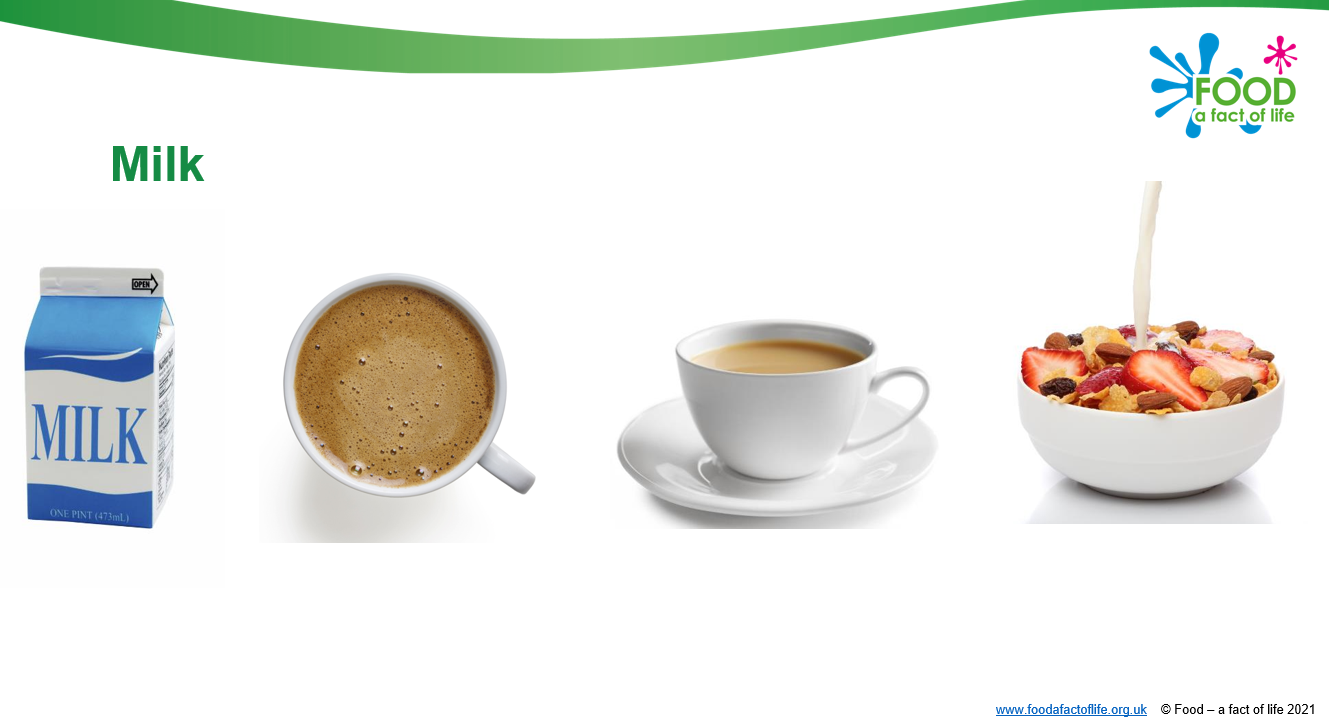 FOOD
a fact of life
Milk
OPEN
MILK
ONE PINT (473mL)
www.foodafactoflife.org.uk © Food – a fact of life 2021